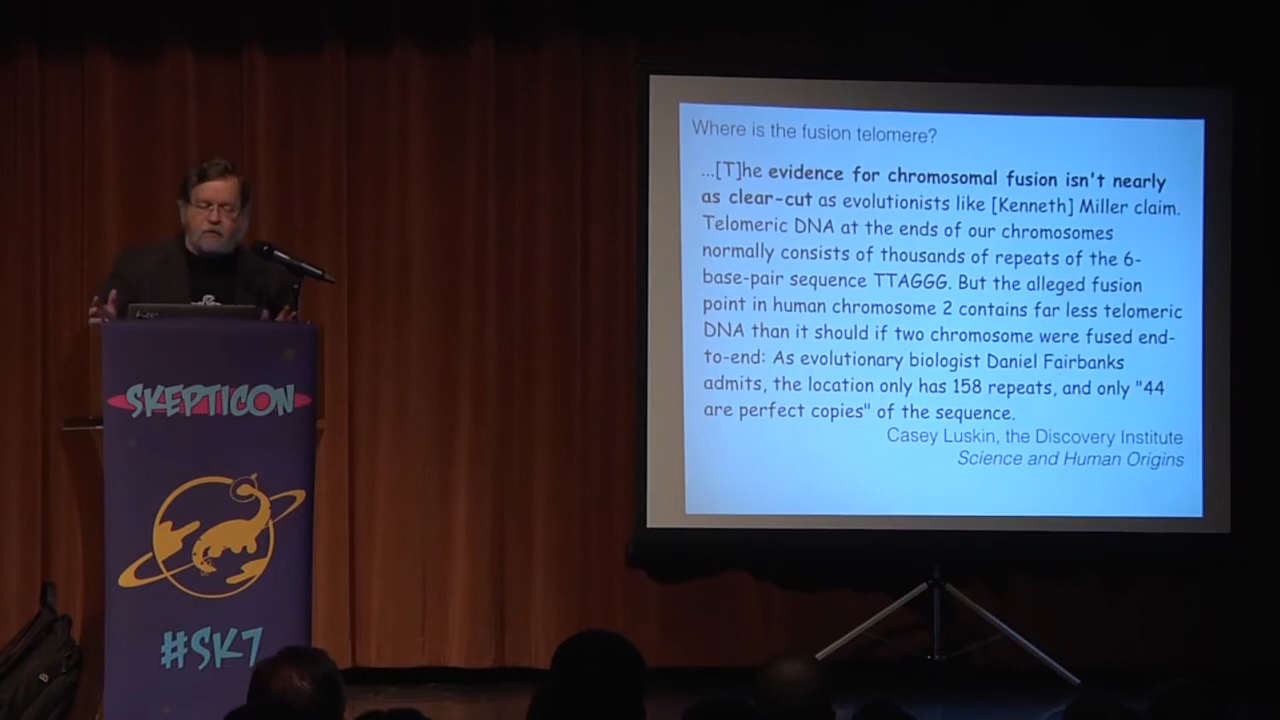 Where is the fusion telomere?
...[T]he evidence for chromosomal fusion isn't nearly
as clear-cut as evolutionists like [Kenneth] Miller claim.
Telomeric DNA at the ends of our chromosomes
normally consists of thousands of repeats of the 6-
base-pair sequence TTAGGG. But the alleged fusion
point in human chromosome 2 contains far less telomeric
DNA than it should if two chromosome were fused end-
to-end: As evolutionary biologist Daniel Fairbanks
admits, the location only has 158 repeats, and only "44
are perfect copies" of the sequence.
Casey Luskin, the Discovery Institute
Science and Human Origins
SKEPTICON
#SK7